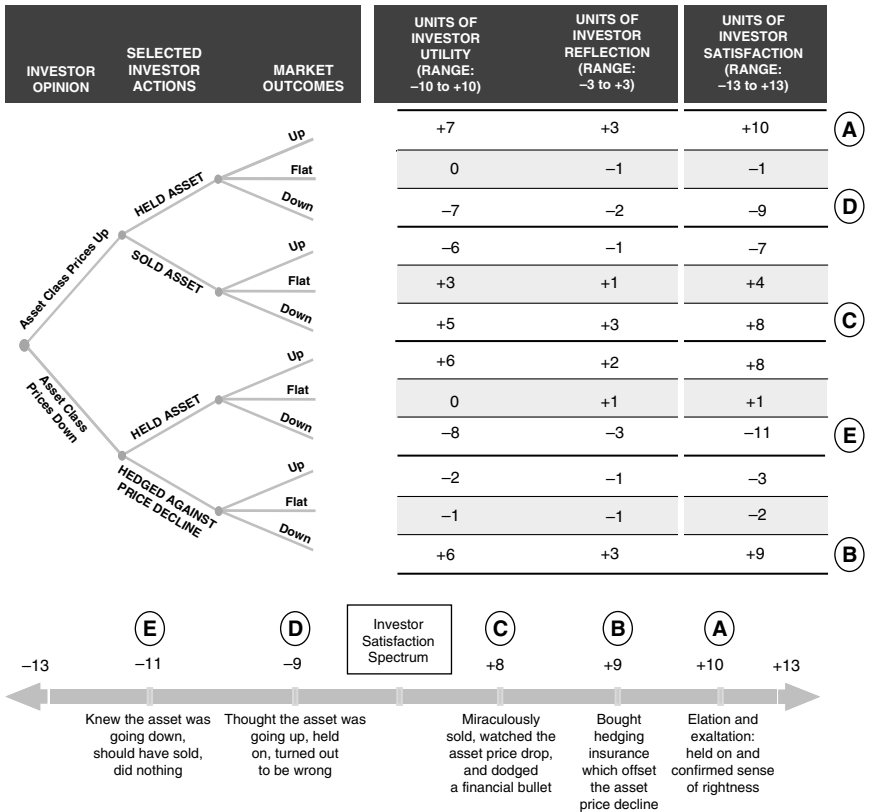 INVESTOR
OPINION
SELECTED
INVESTOR
ACTIONS
MARKET
OUTCOMES
UNITS OF
INVESTOR
UTILITY
(RANGE:
–10 to +10)
UNITS OF
INVESTOR
REFLECTION
(RANGE:
–3 to +3)
UNITS OF
INVESTOR
SATISFACTION
(RANGE:
–13 to +13)
Asset Class Prices Up
HELD ASSET
Up +7 +3 +10 A
Flat 0 –1 –1
Down –7 –2 –9 D
SOLD ASSET
Up –6 –1 –7
Flat +3 +1 +4
Down +5 +3 +8 C
Asset Class
Prices Down
HELD ASSET
Up +6 +2 +8
Flat 0 +1 +1
Down –8 –3 –11 E
HEDGED AGAINST
PRICE DECLINE
Up –2 –1 –3
Flat –1 –1 –2
Down +6 +3 +9 B
Investor
Satisfaction
Spectrum
E D C B A
–13 –11 –9 +8 +9 +10 +13
Knew the asset was
going down,
should have sold,
did nothing
Thought the asset was
going up, held
on, turned out
to be wrong
Miraculously
sold, watched the
asset price drop,
and dodged
a financial bullet
Bought
hedging
insurance
which offset
the asset
price decline
Elation and
exaltation:
held on and
confirmed sense
of rightness